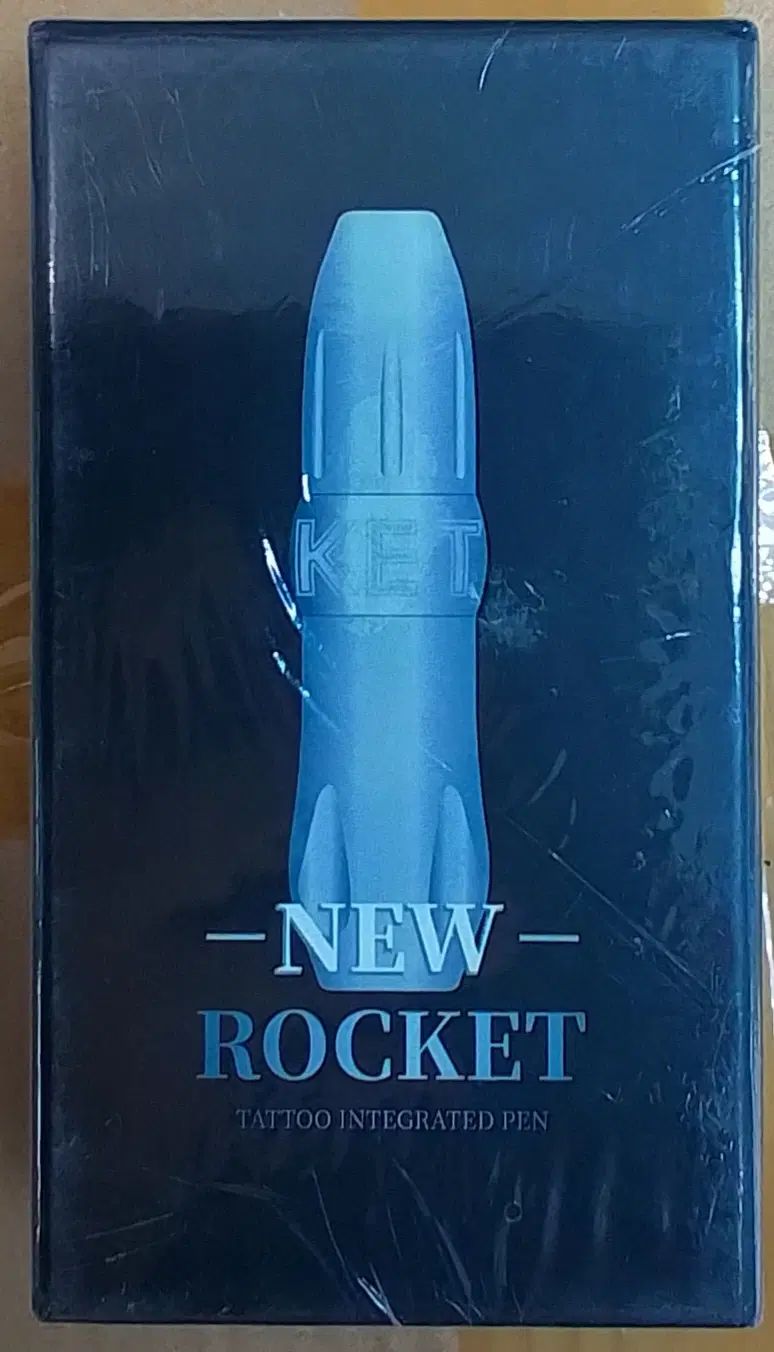 KET
NEW
ROCKET
TATTOO INTEGRATED PEN